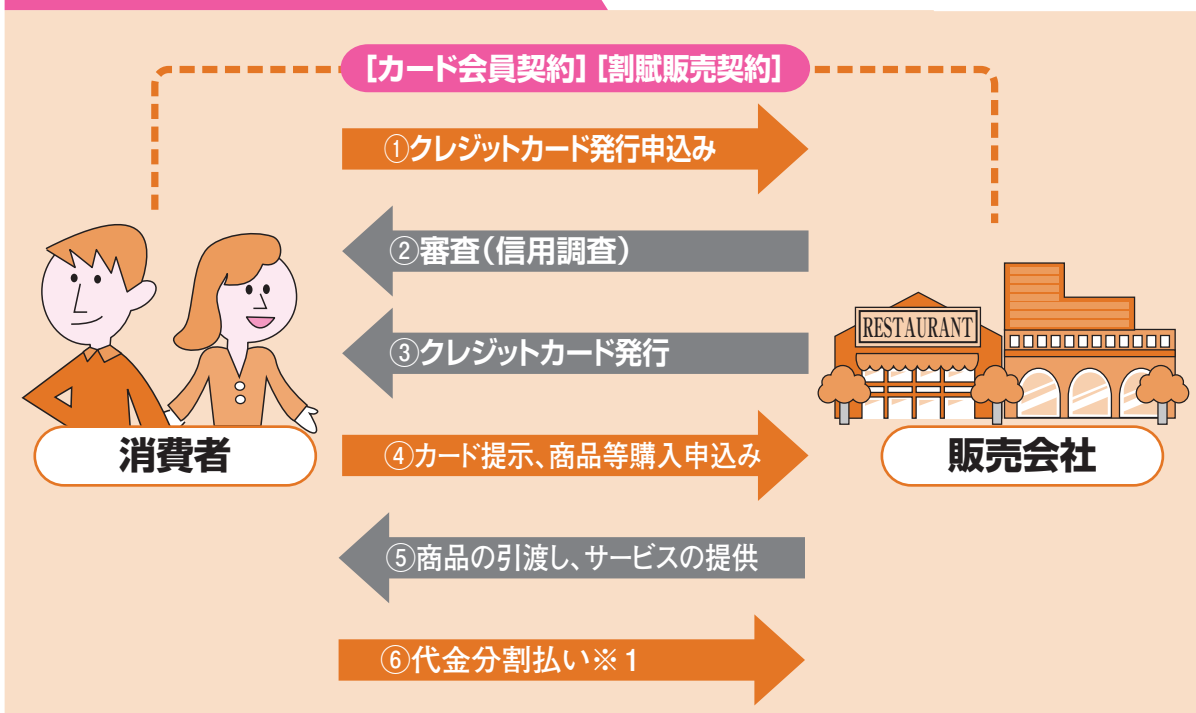 [カード会員契約] [割賦販売契約]
①クレジットカード発行申込み
②審査(信用調査)
③クレジットカード発行
RESTAURANT
④カード提示、商品等購入申込み
消費者
販売会社
⑤商品の引渡し、サービスの提供
⑥代金分割払い※1